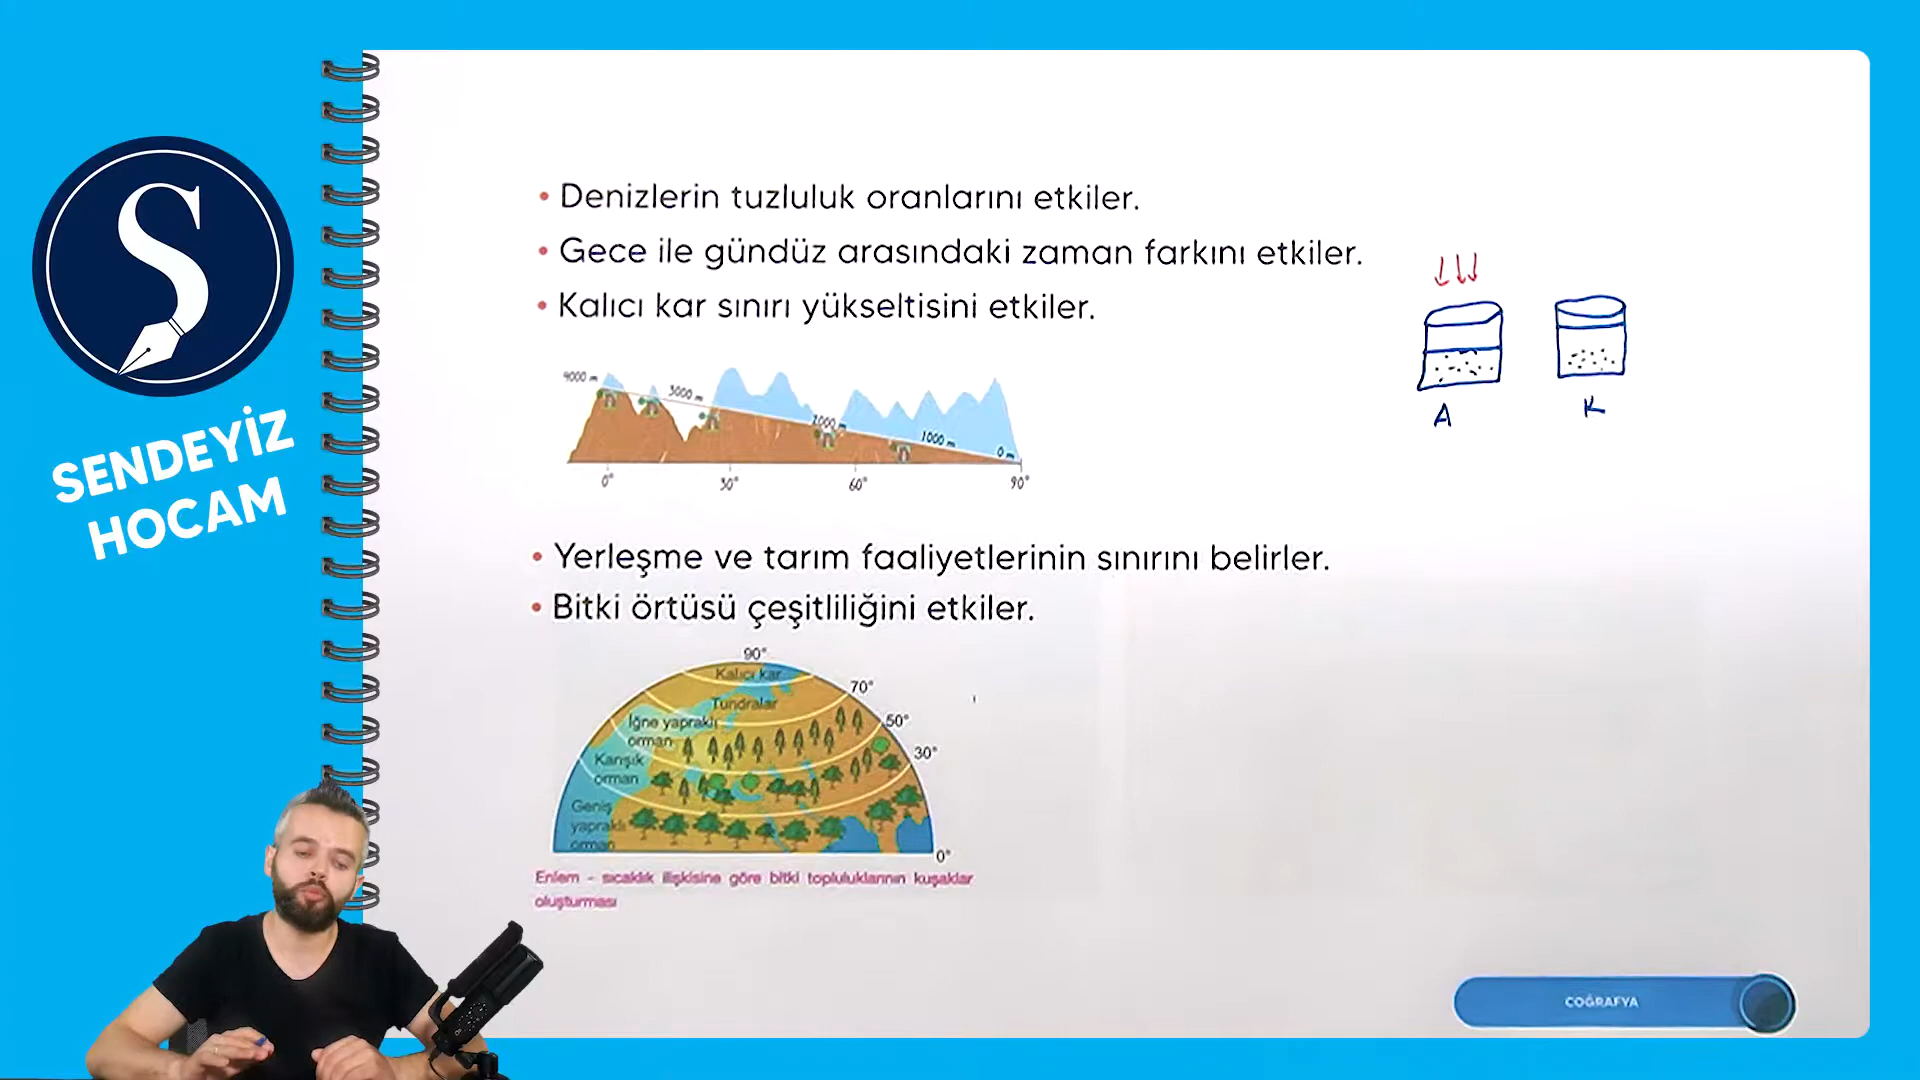 S
SENDEYİZ
HOCAM
• Denizlerin tuzluluk oranlarını etkiler.
• Gece ile gündüz arasındaki zaman farkını etkiler.
• Kalıcı kar sınırı yükseltisini etkiler.
A
K
4000 m
3000 m
2000 m
1000 m
0 m
0°
30°
60°
90°
• Yerleşme ve tarım faaliyetlerinin sınırını belirler.
• Bitki örtüsü çeşitliliğini etkiler.
90°
Kalıcı kar
70°
Tundralar
50°
İğne yapraklı
orman
30°
Karışık
orman
Geniş
yapraklı
orman
0°
Enlem - sıcaklık ilişkisine göre bitki topluluklarının kuşaklar
oluşturması
COĞRAFYA